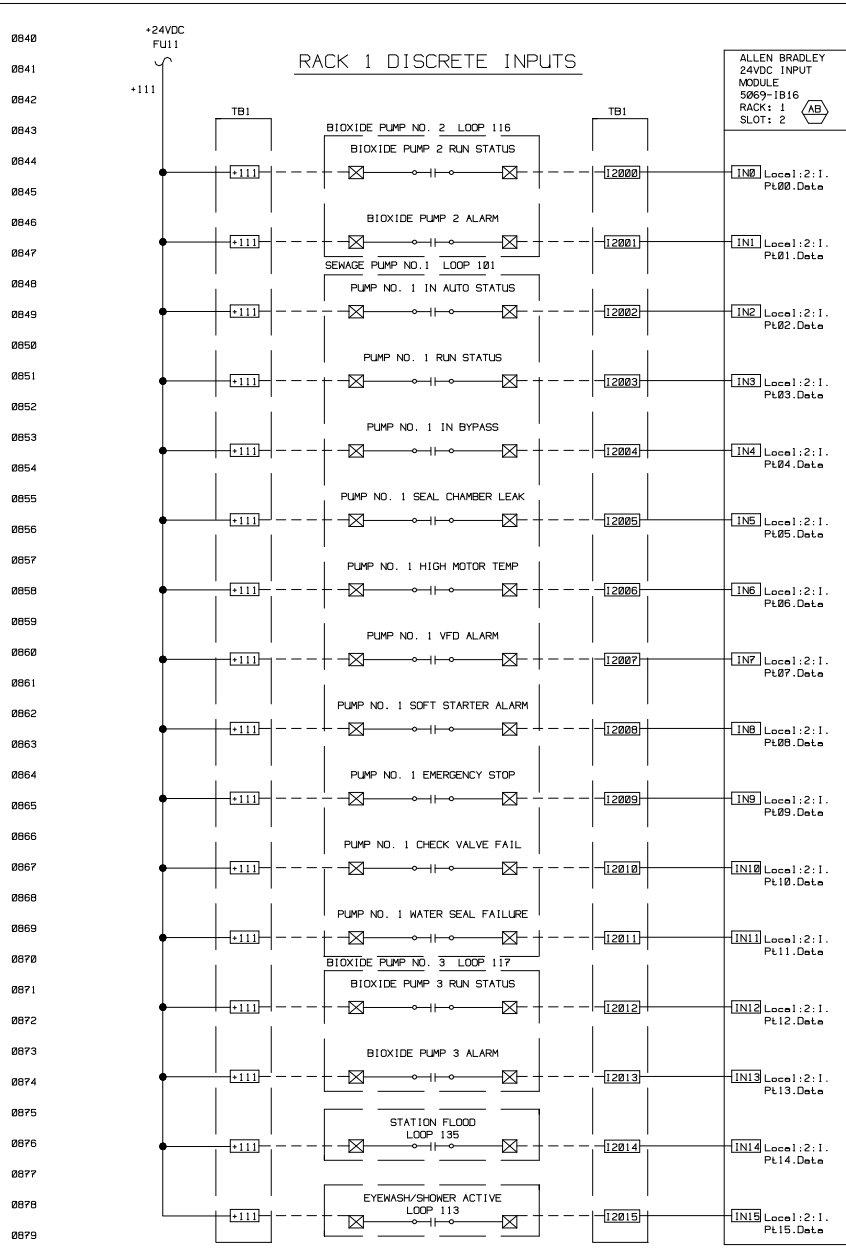 +24VDC
FU11
+111
RACK 1 DISCRETE INPUTS
ALLEN BRADLEY
24VDC INPUT
MODULE
5069-IB16
RACK: 1
SLOT: 2
AB
TB1
TB1
0840
0841
0842
0843
0844
0845
0846
0847
0848
0849
0850
0851
0852
0853
0854
0855
0856
0857
0858
0859
0860
0861
0862
0863
0864
0865
0866
0867
0868
0869
0870
0871
0872
0873
0874
0875
0876
0877
0878
0879
BIOXIDE PUMP NO. 2 LOOP 116
BIOXIDE PUMP 2 RUN STATUS
+111 I2000 IN0 Local:2:I.
Pt00.Data
BIOXIDE PUMP 2 ALARM
+111 I2001 IN1 Local:2:I.
Pt01.Data
SEWAGE PUMP NO.1 LOOP 101
PUMP NO. 1 IN AUTO STATUS
+111 I2002 IN2 Local:2:I.
Pt02.Data
PUMP NO. 1 RUN STATUS
+111 I2003 IN3 Local:2:I.
Pt03.Data
PUMP NO. 1 IN BYPASS
+111 I2004 IN4 Local:2:I.
Pt04.Data
PUMP NO. 1 SEAL CHAMBER LEAK
+111 I2005 IN5 Local:2:I.
Pt05.Data
PUMP NO. 1 HIGH MOTOR TEMP
+111 I2006 IN6 Local:2:I.
Pt06.Data
PUMP NO. 1 VFD ALARM
+111 I2007 IN7 Local:2:I.
Pt07.Data
PUMP NO. 1 SOFT STARTER ALARM
+111 I2008 IN8 Local:2:I.
Pt08.Data
PUMP NO. 1 EMERGENCY STOP
+111 I2009 IN9 Local:2:I.
Pt09.Data
PUMP NO. 1 CHECK VALVE FAIL
+111 I2010 IN10 Local:2:I.
Pt10.Data
PUMP NO. 1 WATER SEAL FAILURE
+111 I2011 IN11 Local:2:I.
Pt11.Data
BIOXIDE PUMP NO. 3 LOOP 117
BIOXIDE PUMP 3 RUN STATUS
+111 I2012 IN12 Local:2:I.
Pt12.Data
BIOXIDE PUMP 3 ALARM
+111 I2013 IN13 Local:2:I.
Pt13.Data
STATION FLOOD
LOOP 135
+111 I2014 IN14 Local:2:I.
Pt14.Data
EYEWASH/SHOWER ACTIVE
LOOP 113
+111 I2015 IN15 Local:2:I.
Pt15.Data